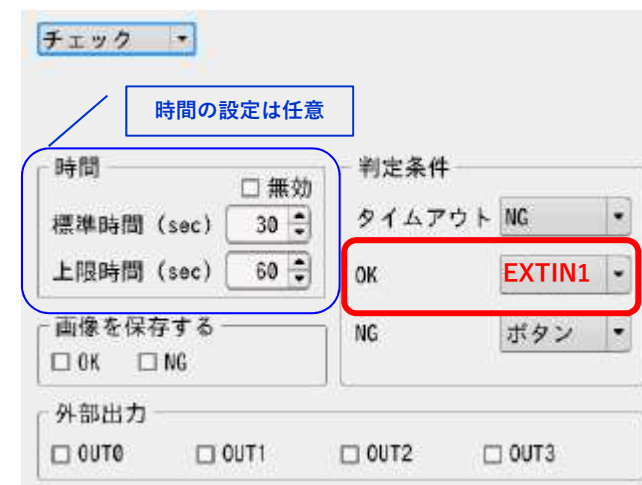 チェック
時間の設定は任意
時間
無効
標準時間 (sec) 30
上限時間 (sec) 60
判定条件
タイムアウト NG
OK EXTIN1
NG ボタン
画像を保存する
OK NG
外部出力
OUT0 OUT1 OUT2 OUT3